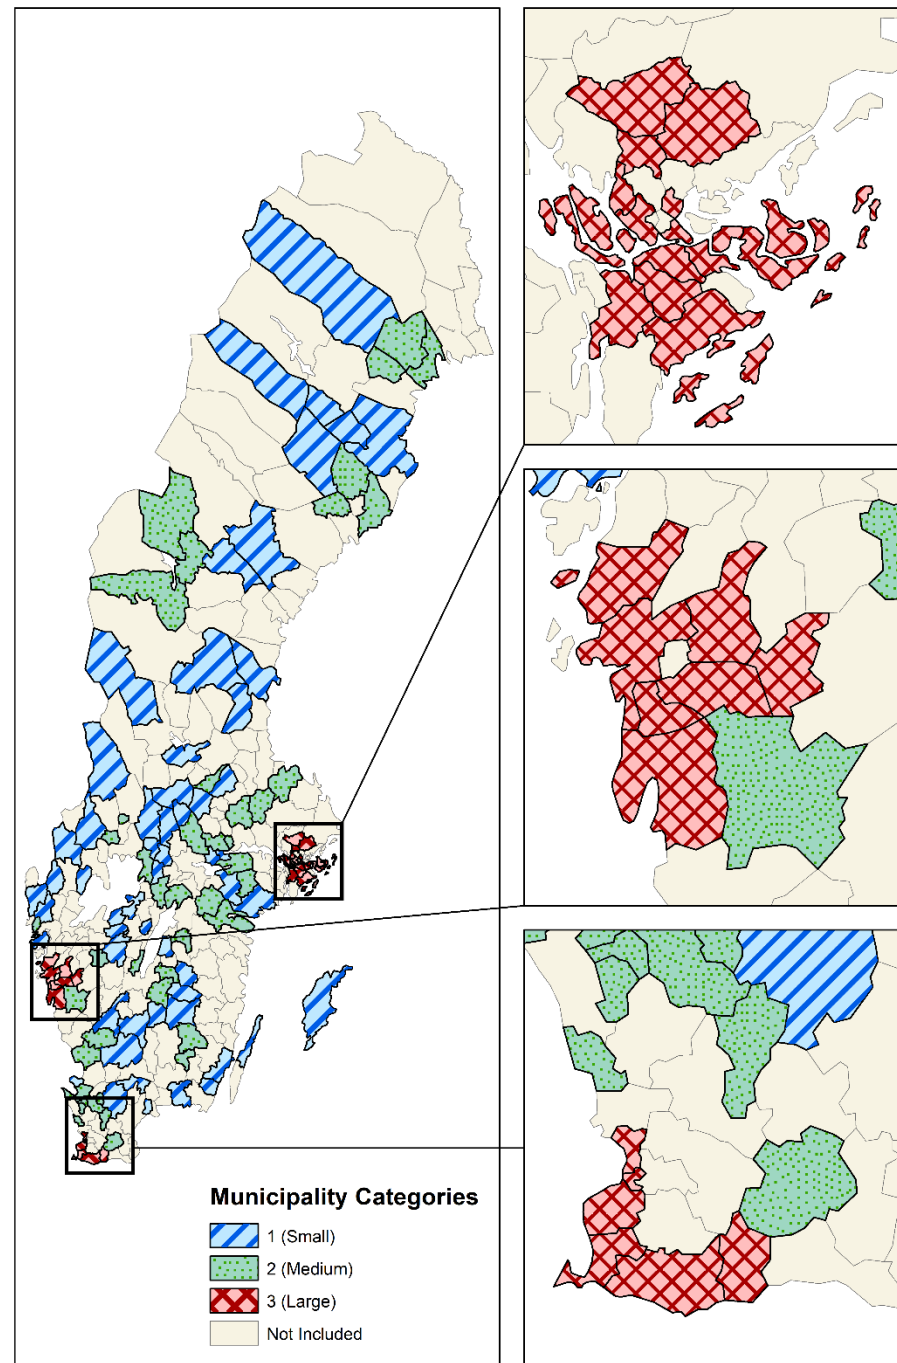 Municipality Categories
1 (Small)
2 (Medium)
3 (Large)
Not Included